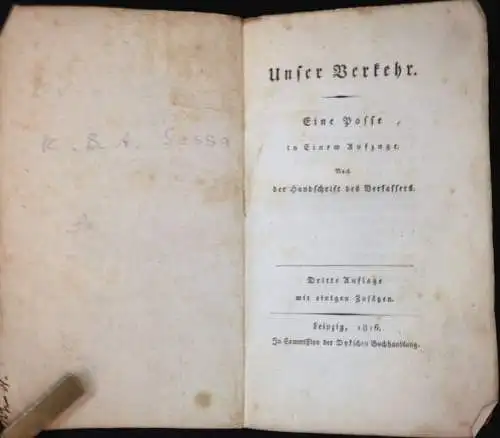 K. B. A. Sessa
Unser Verkehr.
Eine Posse
in Einem Aufzuge.
Nach
der Handschrift des Verfassers.
Dritte Auflage
mit einigen Zusätzen.
Leipzig, 1816.
In Commission der Dykschen Buchhandlung.